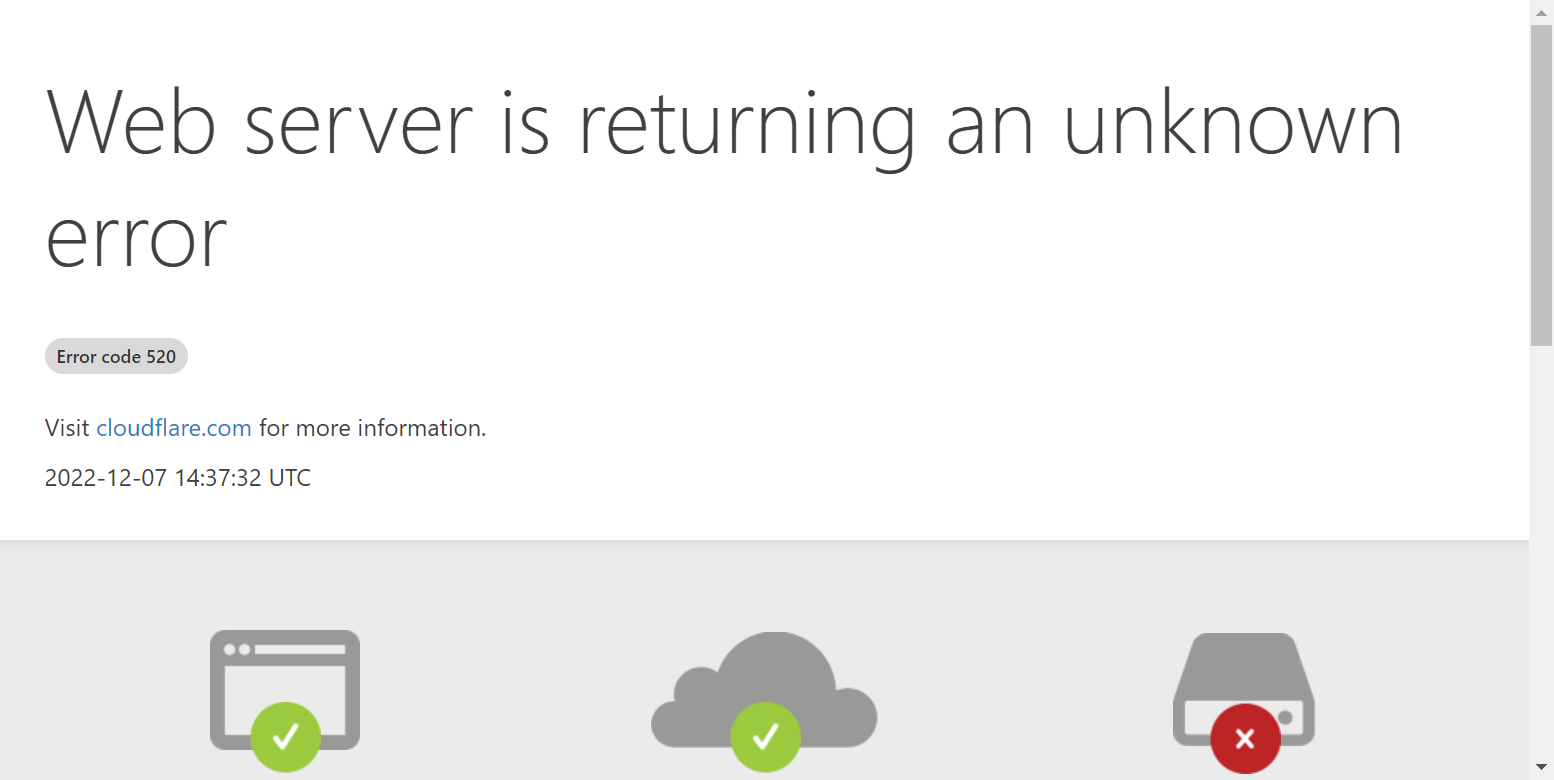 Web server is returning an unknown
error
Error code 520
Visit cloudflare.com for more information.
2022-12-07 14:37:32 UTC